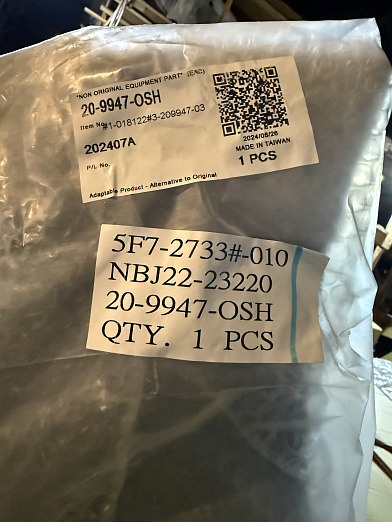 "NON ORIGINAL EQUIPMENT PART" (EAC)
20-9947-OSH
Item No. #1-018122#3-209947-03
202407A
P/L No.
2024/06/26
MADE IN TAIWAN
1 PCS
Adaptable Product - Alternative to Original
5F7-2733#-010
NBJ22-23220
20-9947-OSH
QTY. 1 PCS